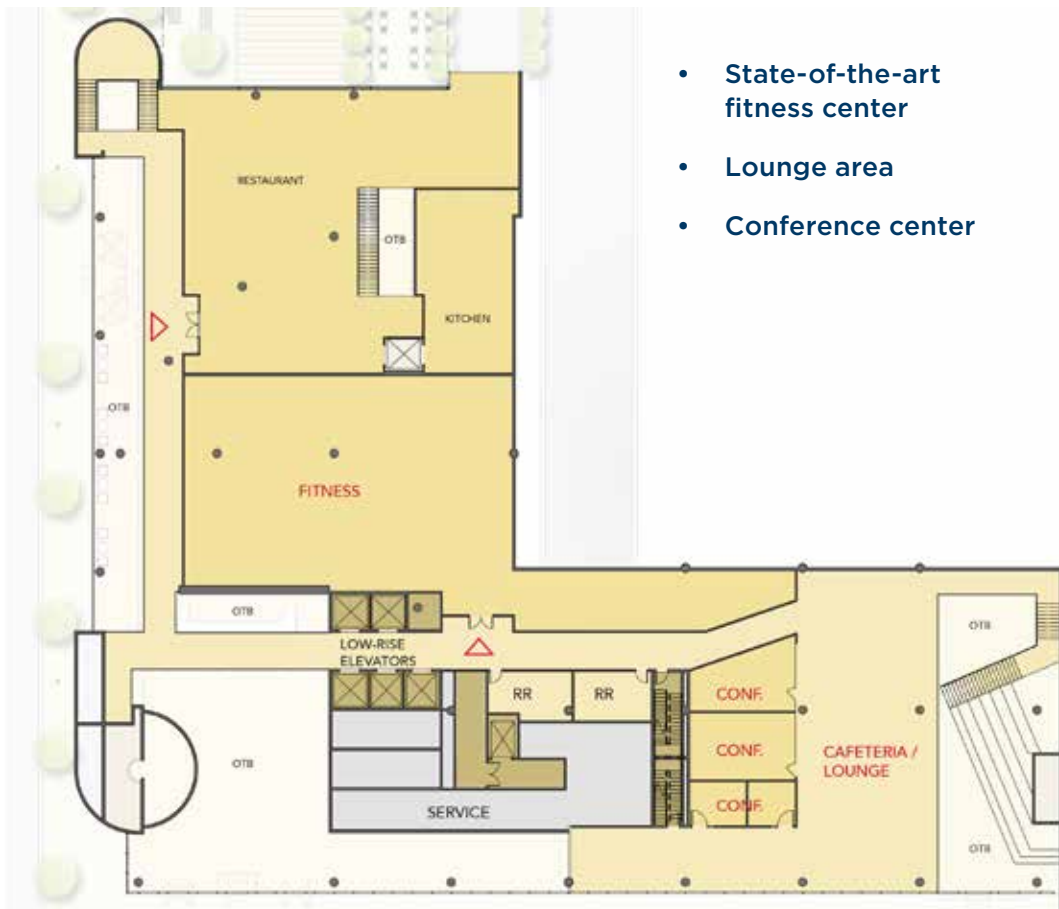 • State-of-the-art
fitness center
• Lounge area
• Conference center
RESTAURANT
OTB
KITCHEN
OTB
FITNESS
OTB
LOW-RISE
ELEVATORS
RR
RR
OTB
SERVICE
CONF.
CONF.
CONF.
CAFETERIA /
LOUNGE
OTB
OTB